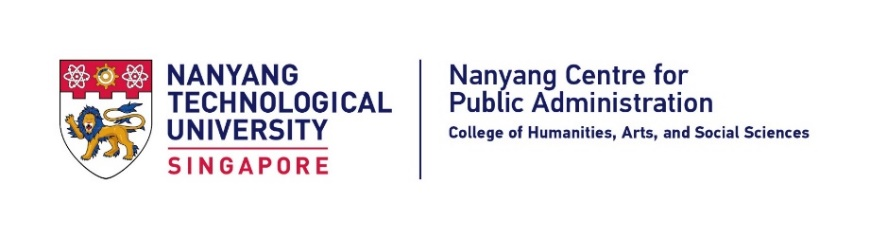 NANYANG
TECHNOLOGICAL
UNIVERSITY
SINGAPORE
Nanyang Centre for
Public Administration
College of Humanities, Arts, and Social Sciences